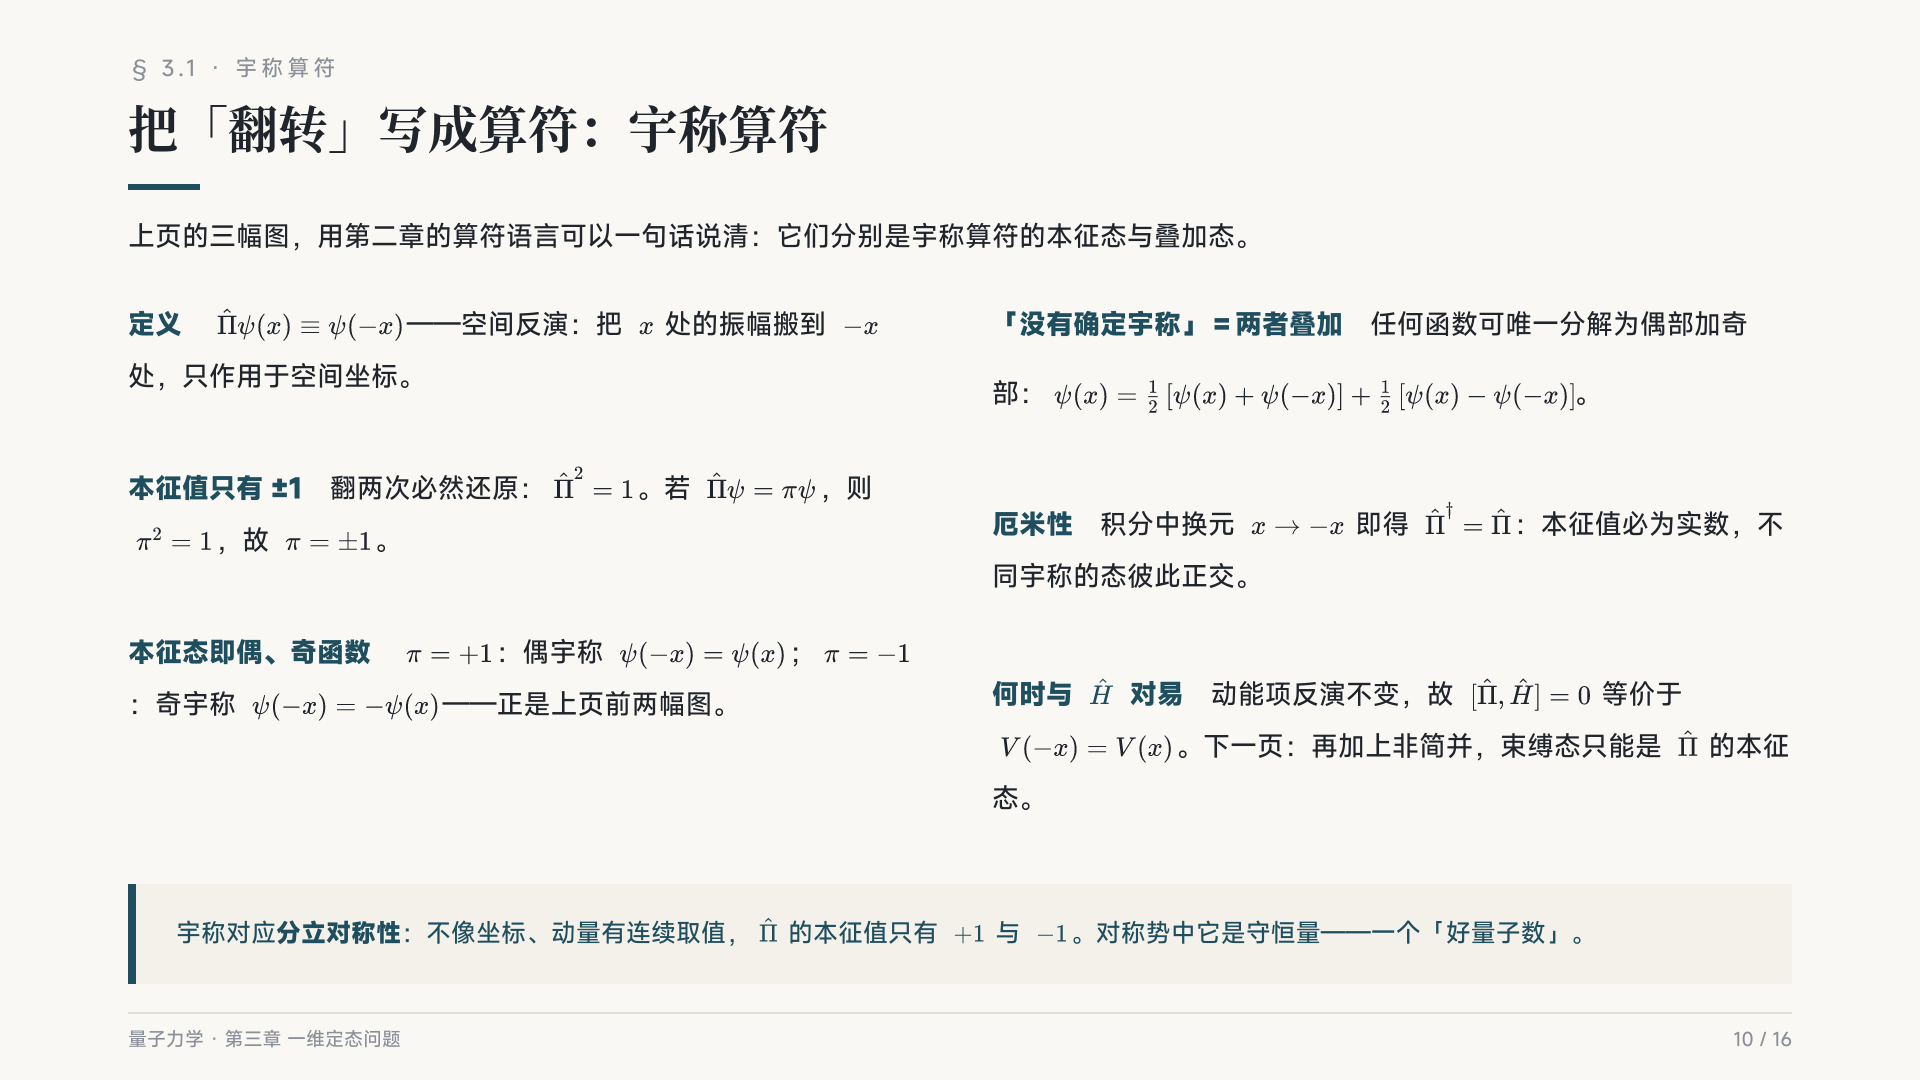 § 3.1 · 宇称算符
把「翻转」写成算符：宇称算符
上页的三幅图，用第二章的算符语言可以一句话说清：它们分别是宇称算符的本征态与叠加态。
定义 Π̂ψ(x) ≡ ψ(−x)——空间反演：把 x 处的振幅搬到 −x
处，只作用于空间坐标。
本征值只有 ±1 翻两次必然还原： Π̂² = 1。若 Π̂ψ = πψ，则
π² = 1，故 π = ±1。
本征态即偶、奇函数 π = +1：偶宇称 ψ(−x) = ψ(x)； π = −1
：奇宇称 ψ(−x) = −ψ(x)——正是上页前两幅图。
「没有确定宇称」=两者叠加 任何函数可唯一分解为偶部加奇
部： ψ(x) = ½ [ψ(x) + ψ(−x)] + ½ [ψ(x) − ψ(−x)]。
厄米性 积分中换元 x → −x 即得 Π̂† = Π̂：本征值必为实数，不
同宇称的态彼此正交。
何时与 Ĥ 对易 动能项反演不变，故 [Π̂, Ĥ] = 0 等价于
V(−x) = V(x)。下一页：再加上非简并，束缚态只能是 Π̂ 的本征
态。
宇称对应分立对称性：不像坐标、动量有连续取值， Π̂ 的本征值只有 +1 与 −1。对称势中它是守恒量——一个「好量子数」。
量子力学 · 第三章 一维定态问题
10 / 16